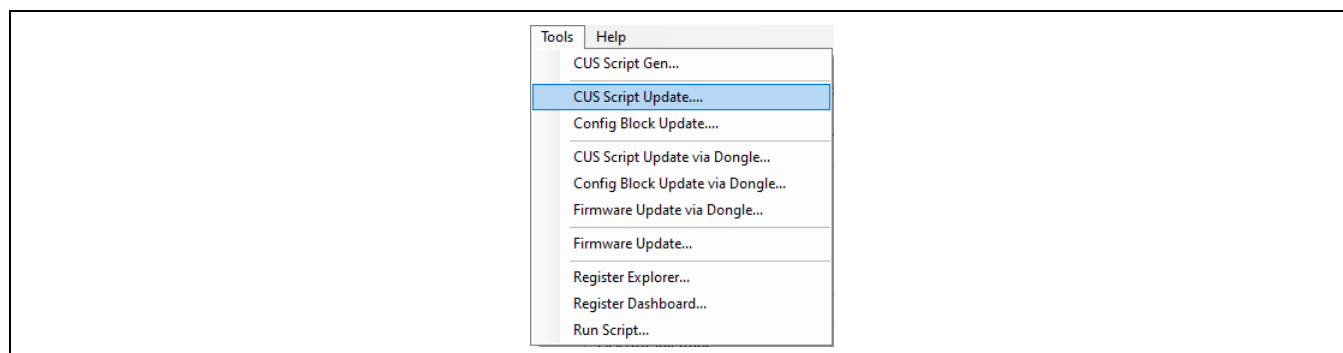 Tools Help
CUS Script Gen...
CUS Script Update....
Config Block Update....
CUS Script Update via Dongle...
Config Block Update via Dongle...
Firmware Update via Dongle...
Firmware Update...
Register Explorer...
Register Dashboard...
Run Script...